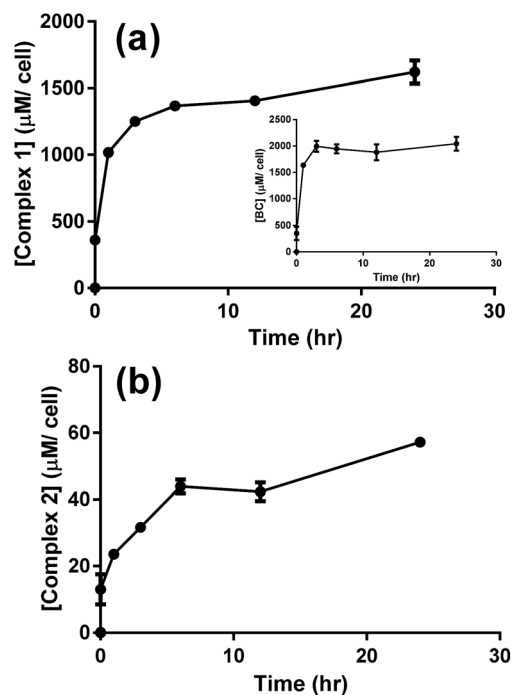 (a)
[Complex 1] (μM/ cell)
2000
1500
1000
500
0
0 10 20 30
Time (hr)
[BC] (μM/ cell)
2500
2000
1500
1000
500
0
0 10 20 30
Time (hr)
(b)
[Complex 2] (μM/ cell)
80
60
40
20
0
0 10 20 30
Time (hr)